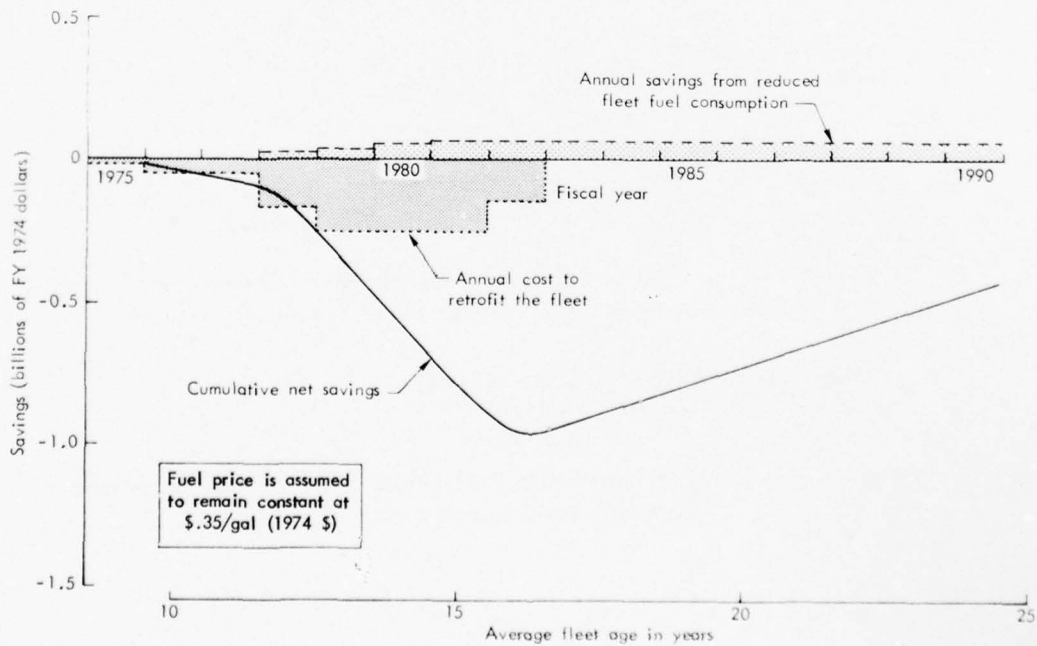 0.5
Annual savings from reduced
fleet fuel consumption
0
1975
1980
1985
1990
Fiscal year
Annual cost to
retrofit the fleet
-0.5
Savings (billions of FY 1974 dollars)
Cumulative net savings
-1.0
Fuel price is assumed
to remain constant at
$.35/gal (1974 $)
-1.5
10
15
20
25
Average fleet age in years